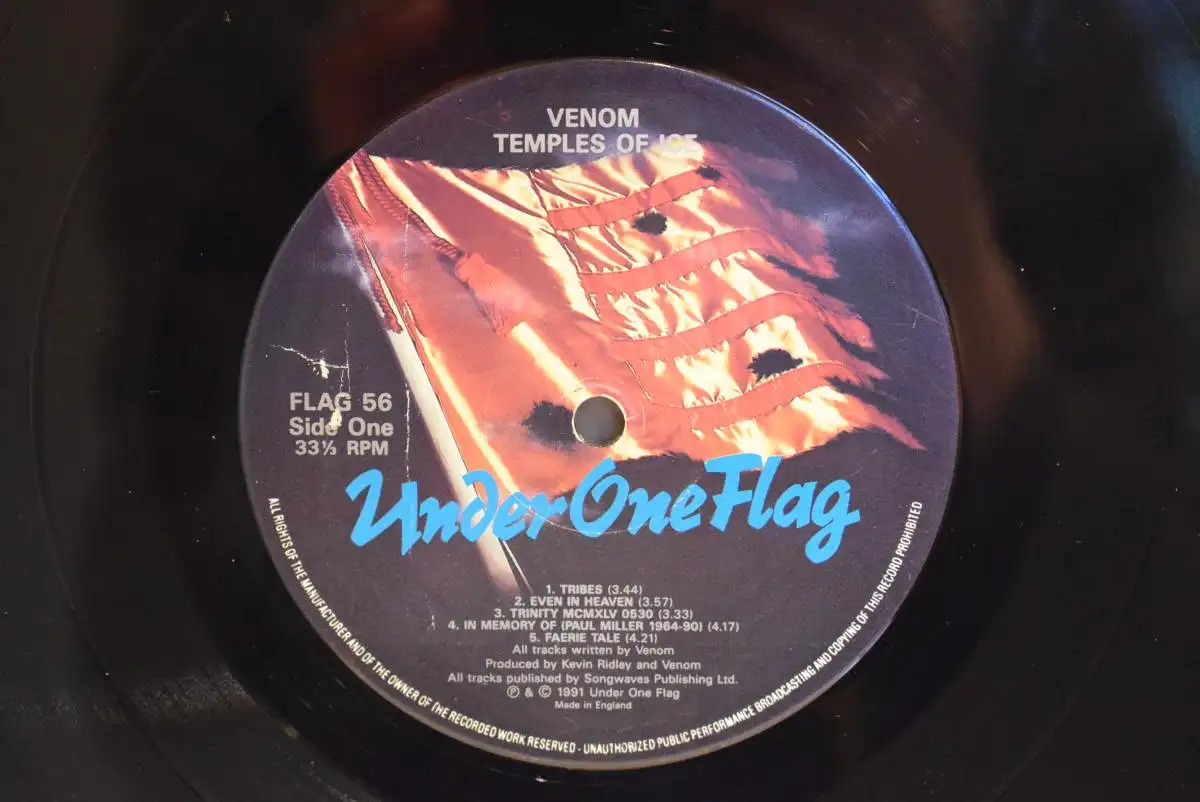 VENOM
TEMPLES OF ICE
FLAG 56
Side One
33⅓ RPM
Under One Flag
1. TRIBES (3.44)
2. EVEN IN HEAVEN (3.57)
3. TRINITY MCMXLV 0530 (3.33)
4. IN MEMORY OF (PAUL MILLER 1964-90) (4.17)
5. FAERIE TALE (4.21)
All tracks written by Venom
Produced by Kevin Ridley and Venom
All tracks published by Songwaves Publishing Ltd.
℗ & © 1991 Under One Flag
Made in England
ALL RIGHTS OF THE MANUFACTURER AND OF THE OWNER OF THE RECORDED WORK RESERVED - UNAUTHORIZED PUBLIC PERFORMANCE BROADCASTING AND COPYING OF THIS RECORD PROHIBITED